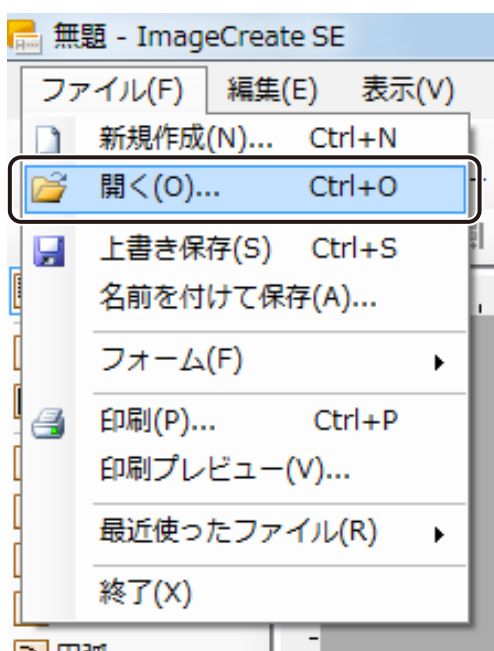 無題 - ImageCreate SE
ファイル(F) 編集(E) 表示(V)
新規作成(N)... Ctrl+N
開く(O)... Ctrl+O
上書き保存(S) Ctrl+S
名前を付けて保存(A)...
フォーム(F)
印刷(P)... Ctrl+P
印刷プレビュー(V)...
最近使ったファイル(R)
終了(X)